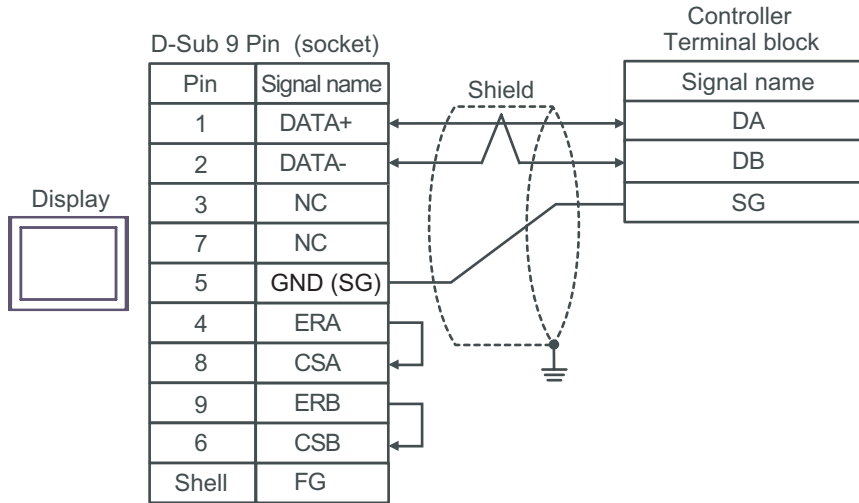 Controller
Terminal block
D-Sub 9 Pin (socket)
Pin Signal name
1 DATA+
2 DATA-
3 NC
7 NC
5 GND (SG)
4 ERA
8 CSA
9 ERB
6 CSB
Shell FG
Shield
Signal name
DA
DB
SG
Display